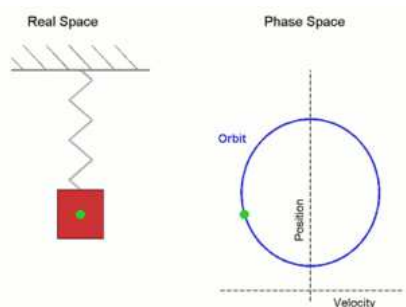 Real Space
Phase Space
Orbit
Position
Velocity